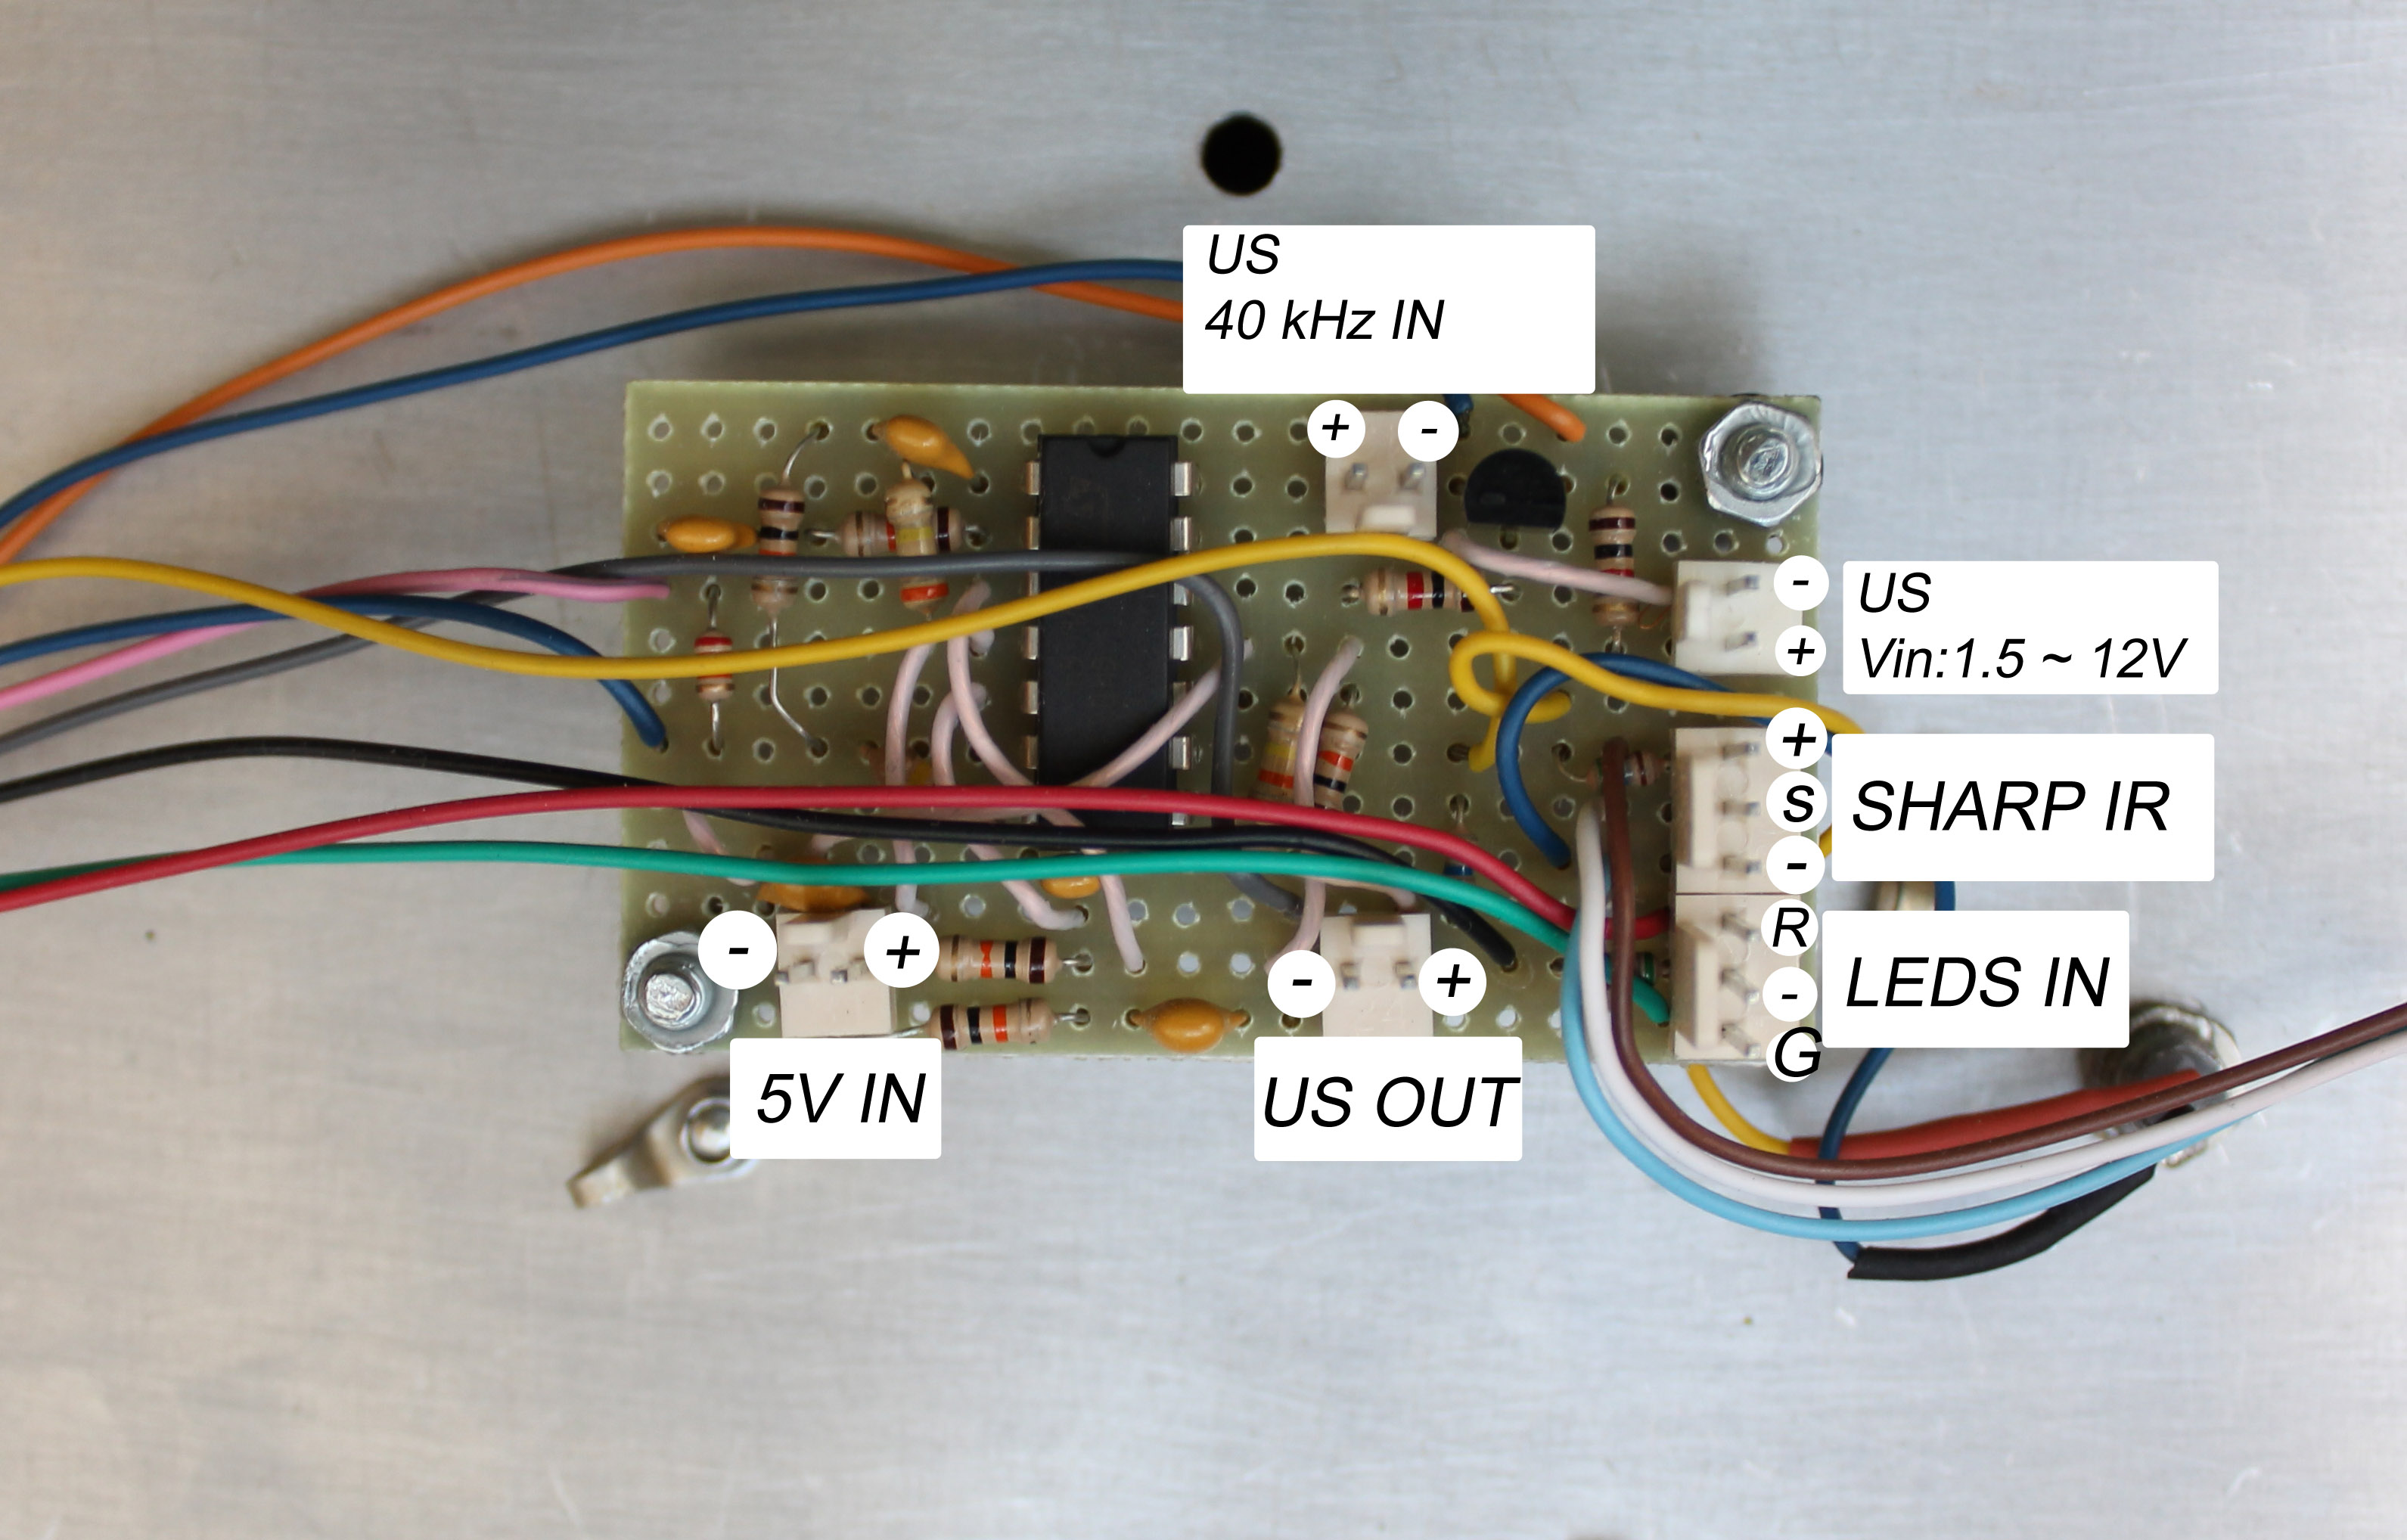 US
40 kHz IN
+ -
-
+
US
Vin:1.5 ~ 12V
+
S
-
SHARP IR
R
-
G
LEDS IN
- +
5V IN
- +
US OUT